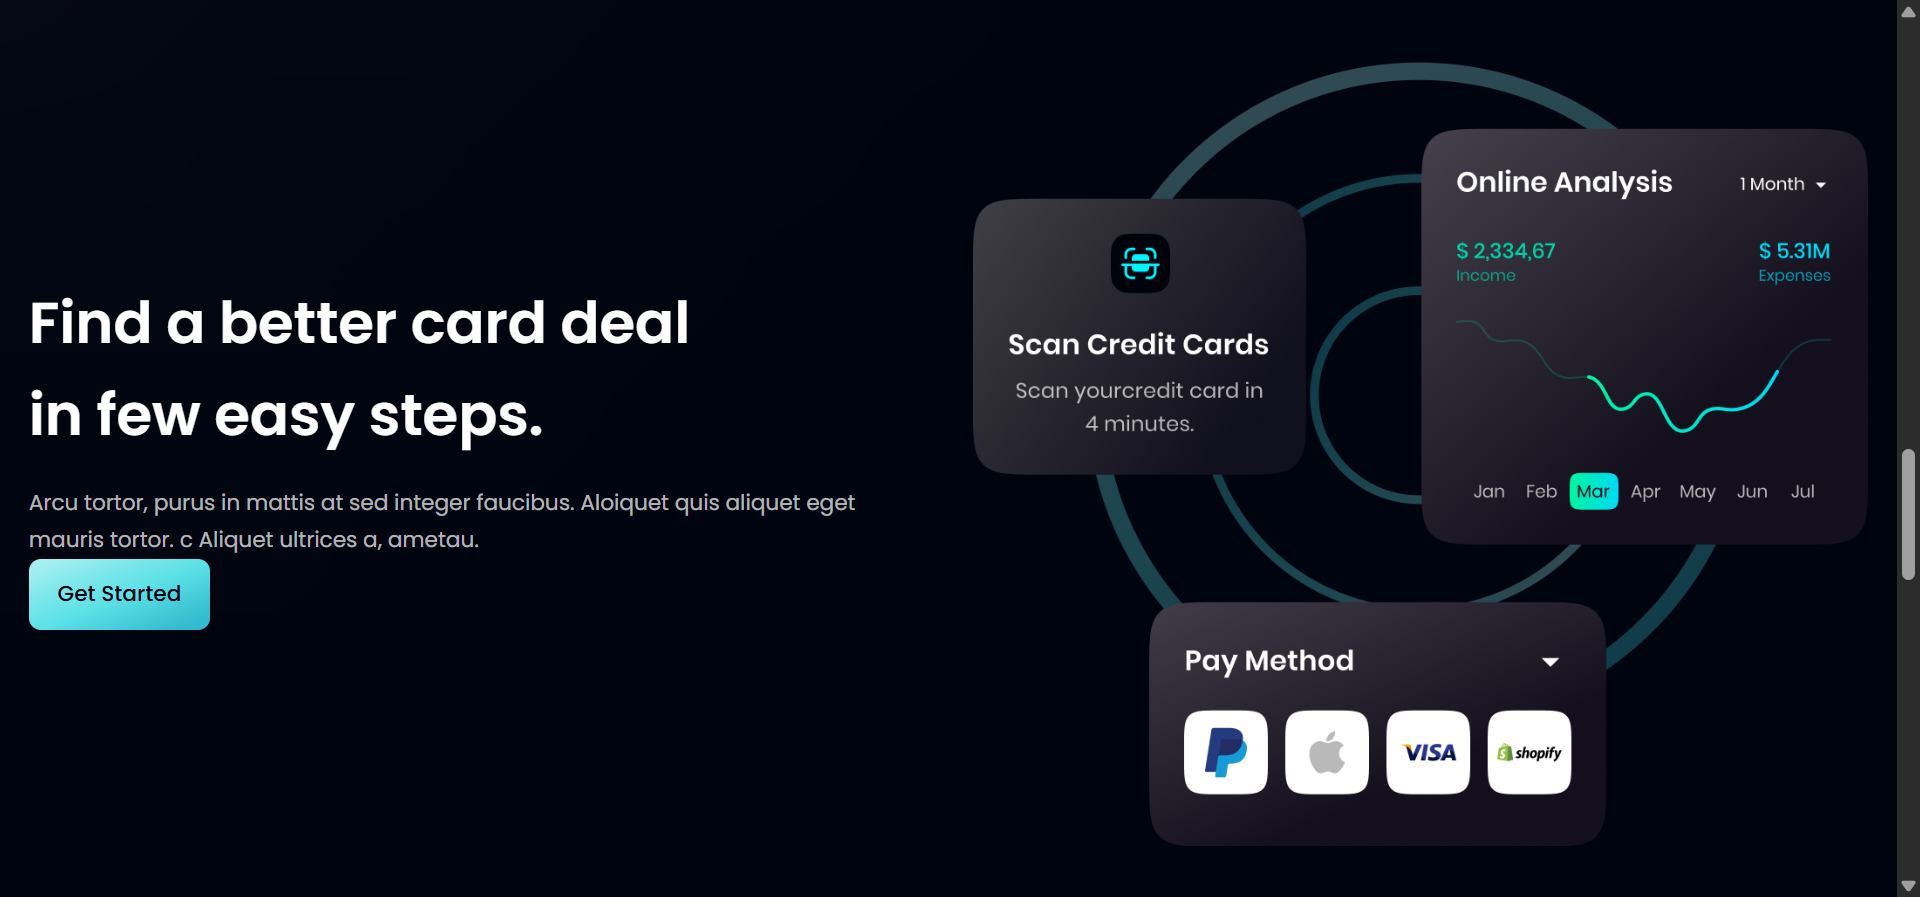 Find a better card deal
in few easy steps.
Arcu tortor, purus in mattis at sed integer faucibus. Aloiquet quis aliquet eget
mauris tortor. c Aliquet ultrices a, ametau.
Get Started
Scan Credit Cards
Scan yourcredit card in
4 minutes.
Online Analysis
1 Month
$ 2,334,67
$ 5.31M
Income
Expenses
Jan Feb Mar Apr May Jun Jul
Pay Method
VISA
shopify